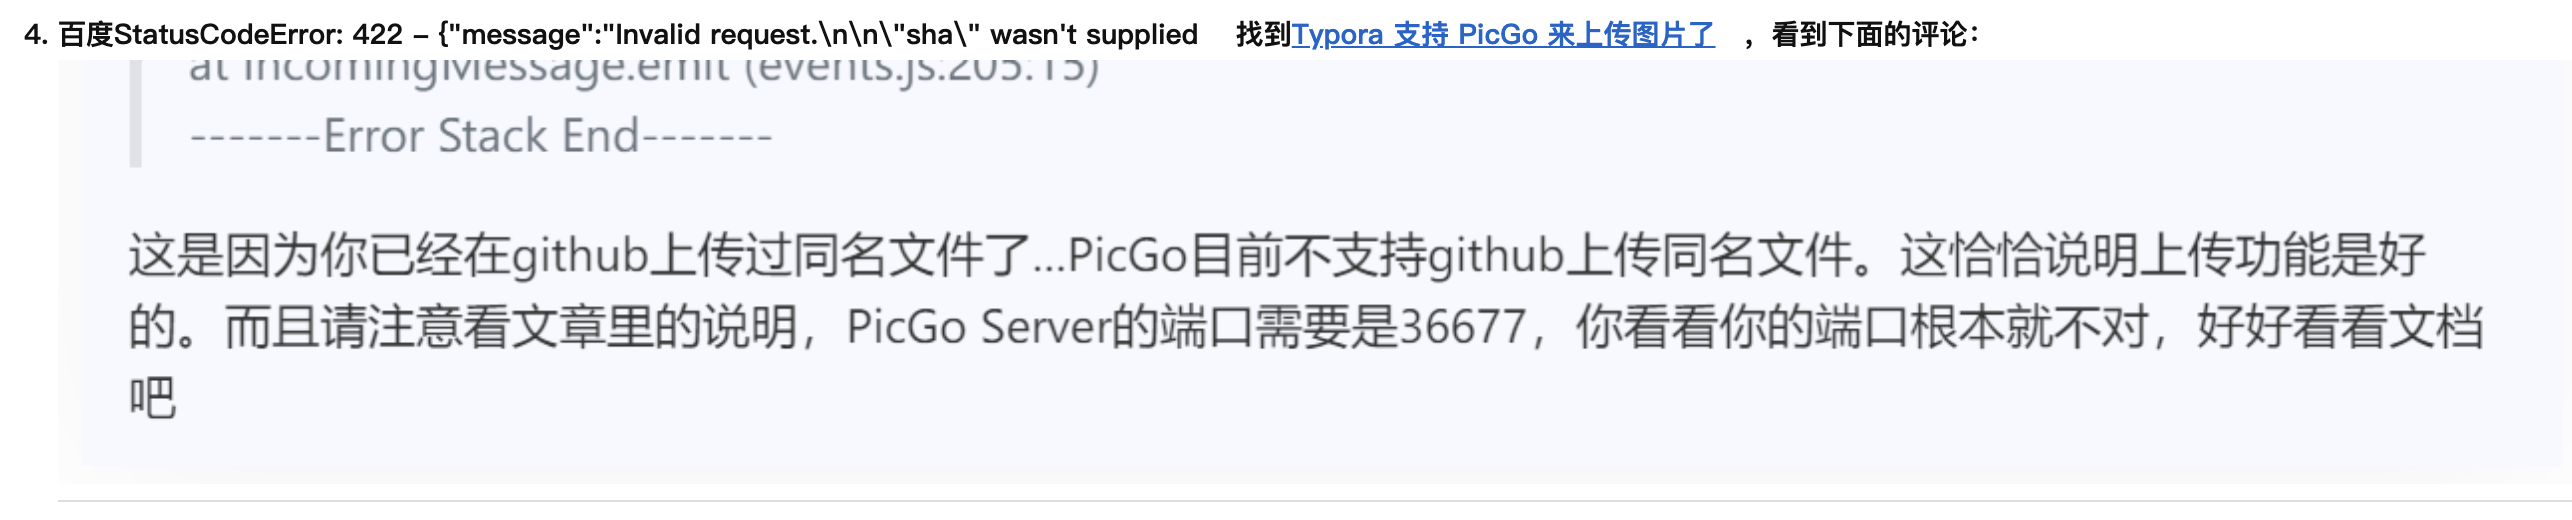 4. 百度StatusCodeError: 422 – {"message":"Invalid request.\n\n\"sha\" wasn't supplied 找到Typora 支持 PicGo 来上传图片了 ，看到下面的评论：
at IncomingMessage.emit (events.js:205:15)
-------Error Stack End-------
这是因为你已经在github上传过同名文件了...PicGo目前不支持github上传同名文件。这恰恰说明上传功能是好
的。而且请注意看文章里的说明，PicGo Server的端口需要是36677，你看看你的端口根本就不对，好好看看文档
吧